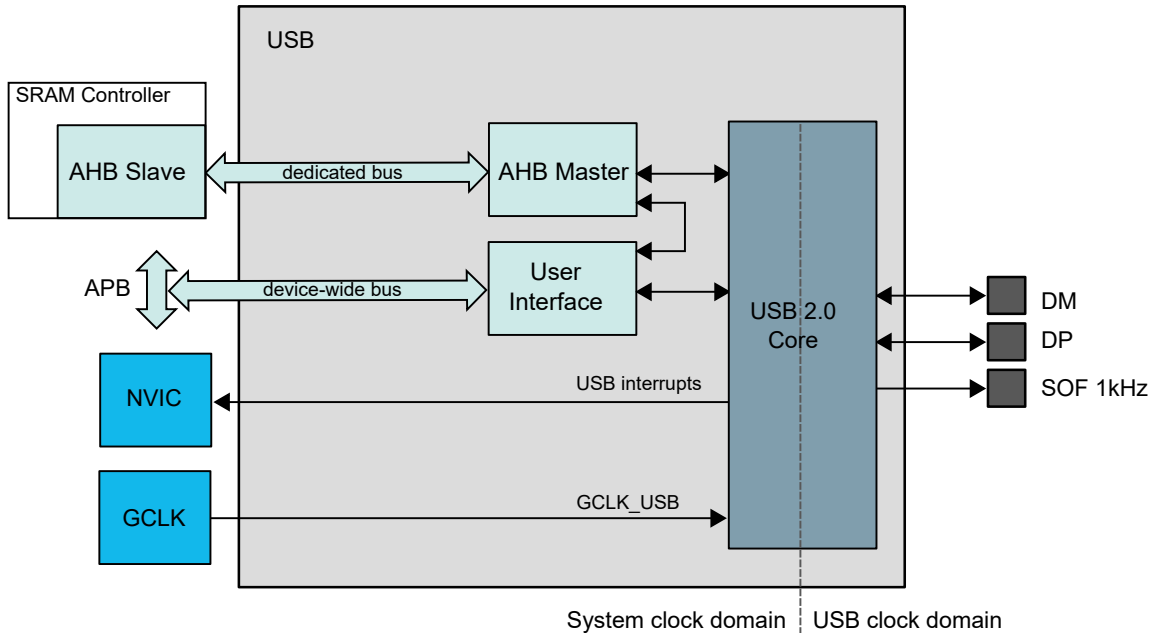 USB
SRAM Controller
AHB Slave
dedicated bus
AHB Master
APB
device-wide bus
User
Interface
USB 2.0
Core
DM
DP
SOF 1kHz
NVIC
USB interrupts
GCLK
GCLK_USB
System clock domain
USB clock domain